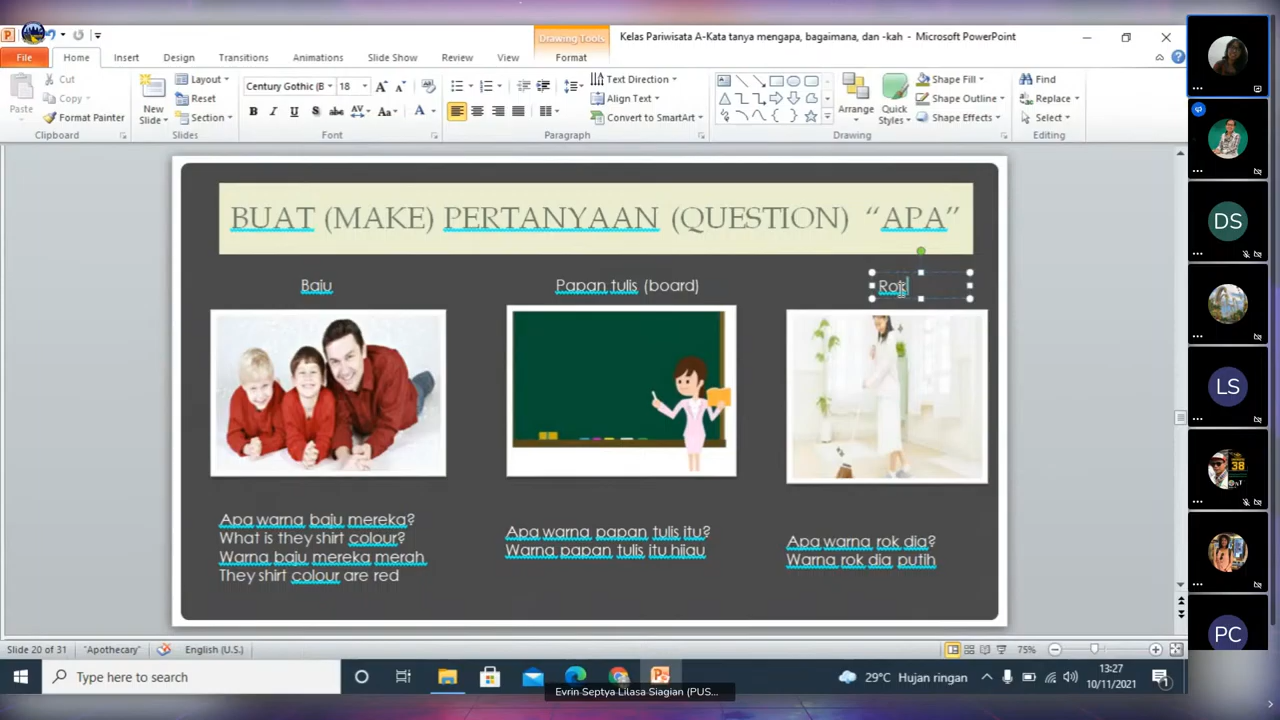 Kelas Pariwisata A-Kata tanya mengapa, bagaimana, dan -kah - Microsoft PowerPoint
Drawing Tools
File Home Insert Design Transitions Animations Slide Show Review View Format
Paste
Cut
Copy
Format Painter
Clipboard
New Slide
Layout
Reset
Section
Slides
Century Gothic (B 18
B I U S abc AV Aa A
Font
Text Direction
Align Text
Convert to SmartArt
Paragraph
Arrange
Quick Styles
Shape Fill
Shape Outline
Shape Effects
Drawing
Find
Replace
Select
Editing
BUAT (MAKE) PERTANYAAN (QUESTION) “APA”
Baju
Papan tulis (board)
Rok
Apa warna baju mereka?
What is they shirt colour?
Warna baju mereka merah
They shirt colour are red
Apa warna papan tulis itu?
Warna papan tulis itu hijau
Apa warna rok dia?
Warna rok dia putih
DS
LS
38
PC
Slide 20 of 31 "Apothecary" English (U.S.) 75%
Type here to search
29°C Hujan ringan
13:27
10/11/2021
1
Evrin Septya Lilasa Siagian (PUS...